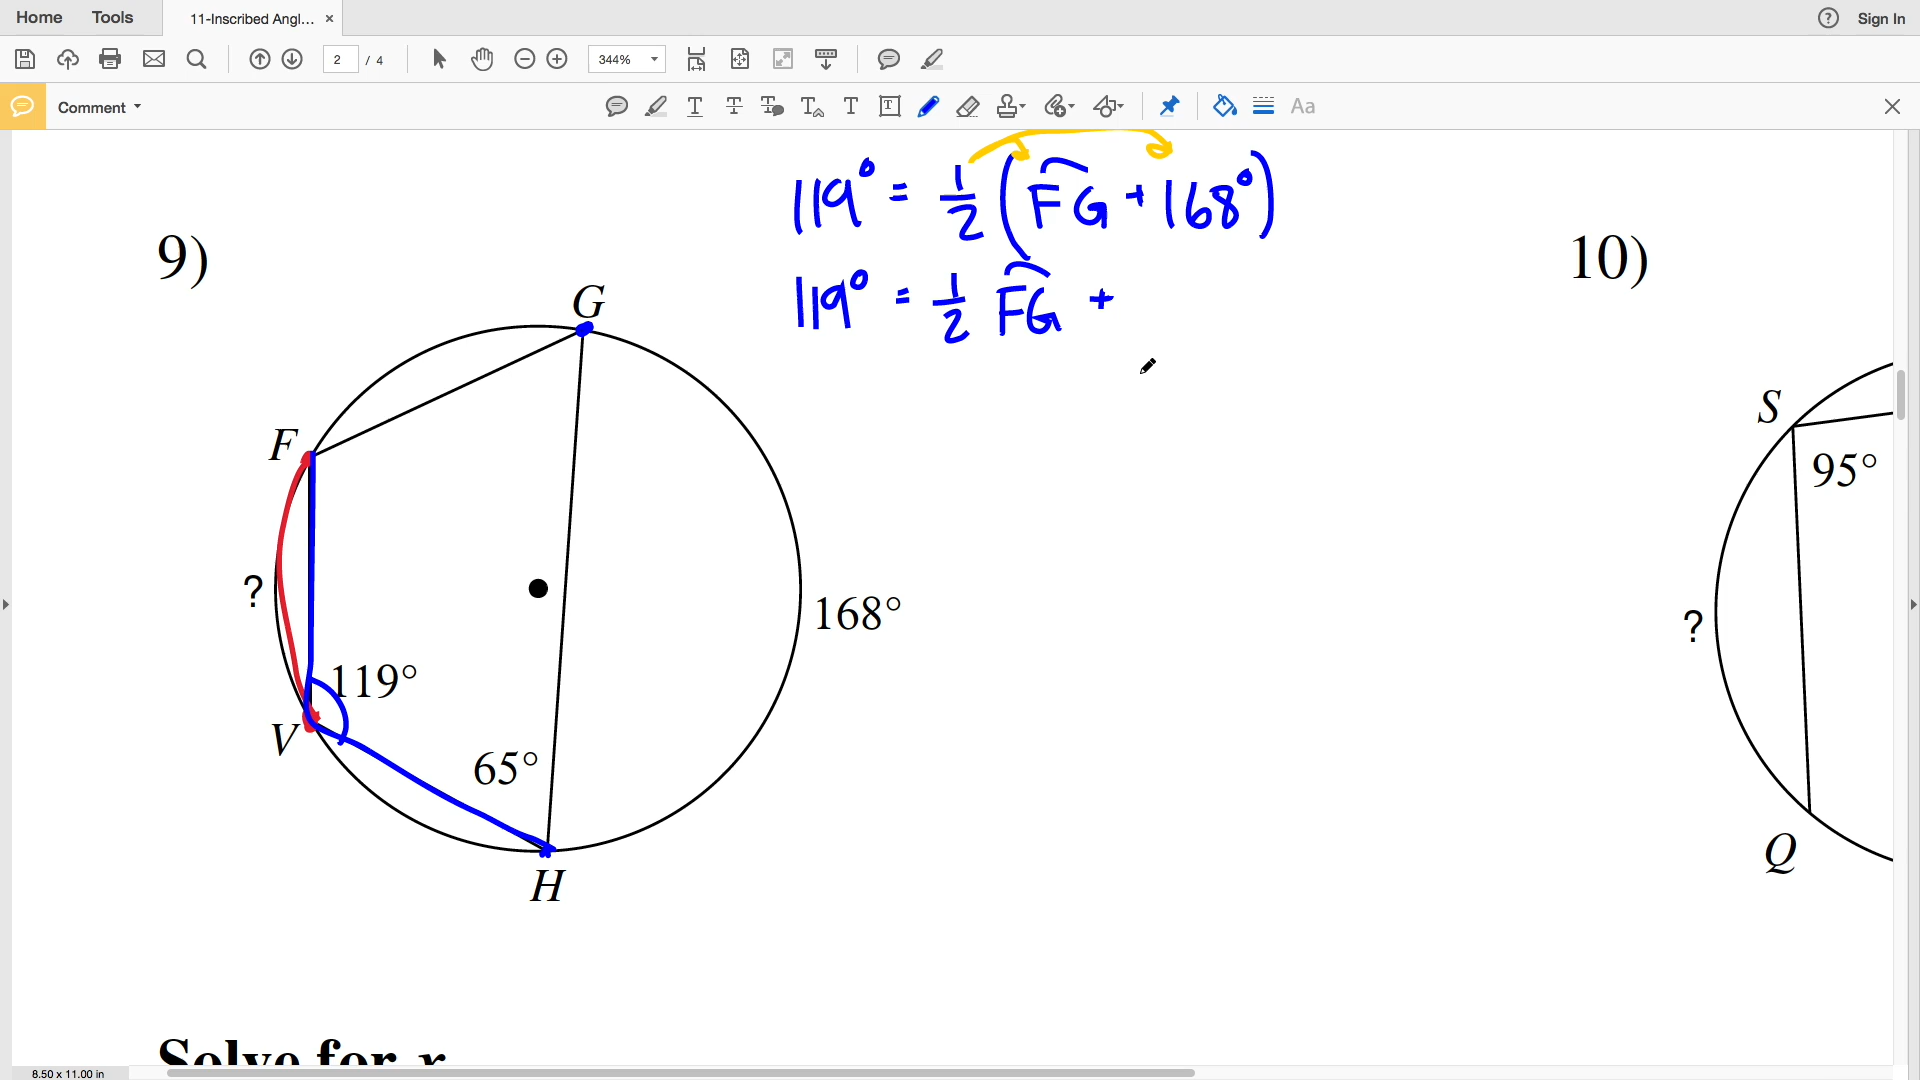 Home Tools 11-Inscribed Angl... × ? Sign In
2 / 4 344%
Comment T T T T T T Aa
119° = 1/2 (FG + 168°)
119° = 1/2 FG +
9)
10)
G
F
S
95°
?
168°
?
119°
V
65°
Q
H
Solve for x
8.50 x 11.00 in